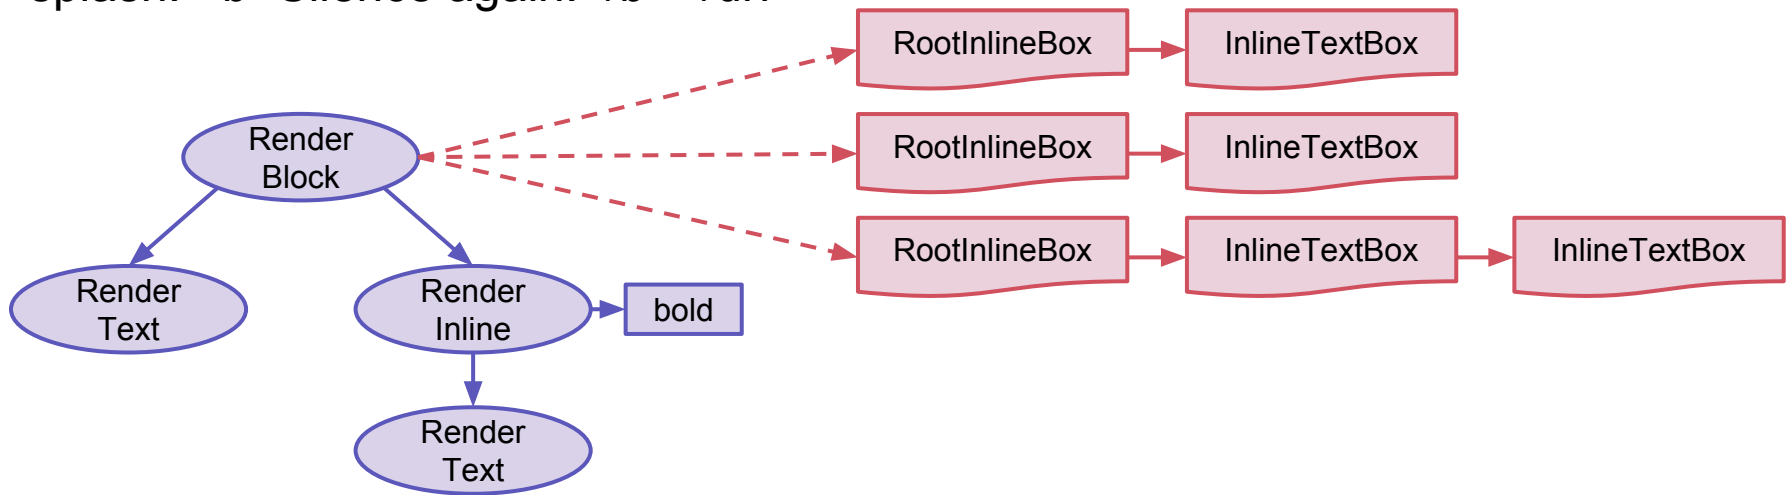 RootInlineBox InlineTextBox
Render
Block
RootInlineBox InlineTextBox
RootInlineBox InlineTextBox InlineTextBox
Render
Text
Render
Inline
bold
Render
Text